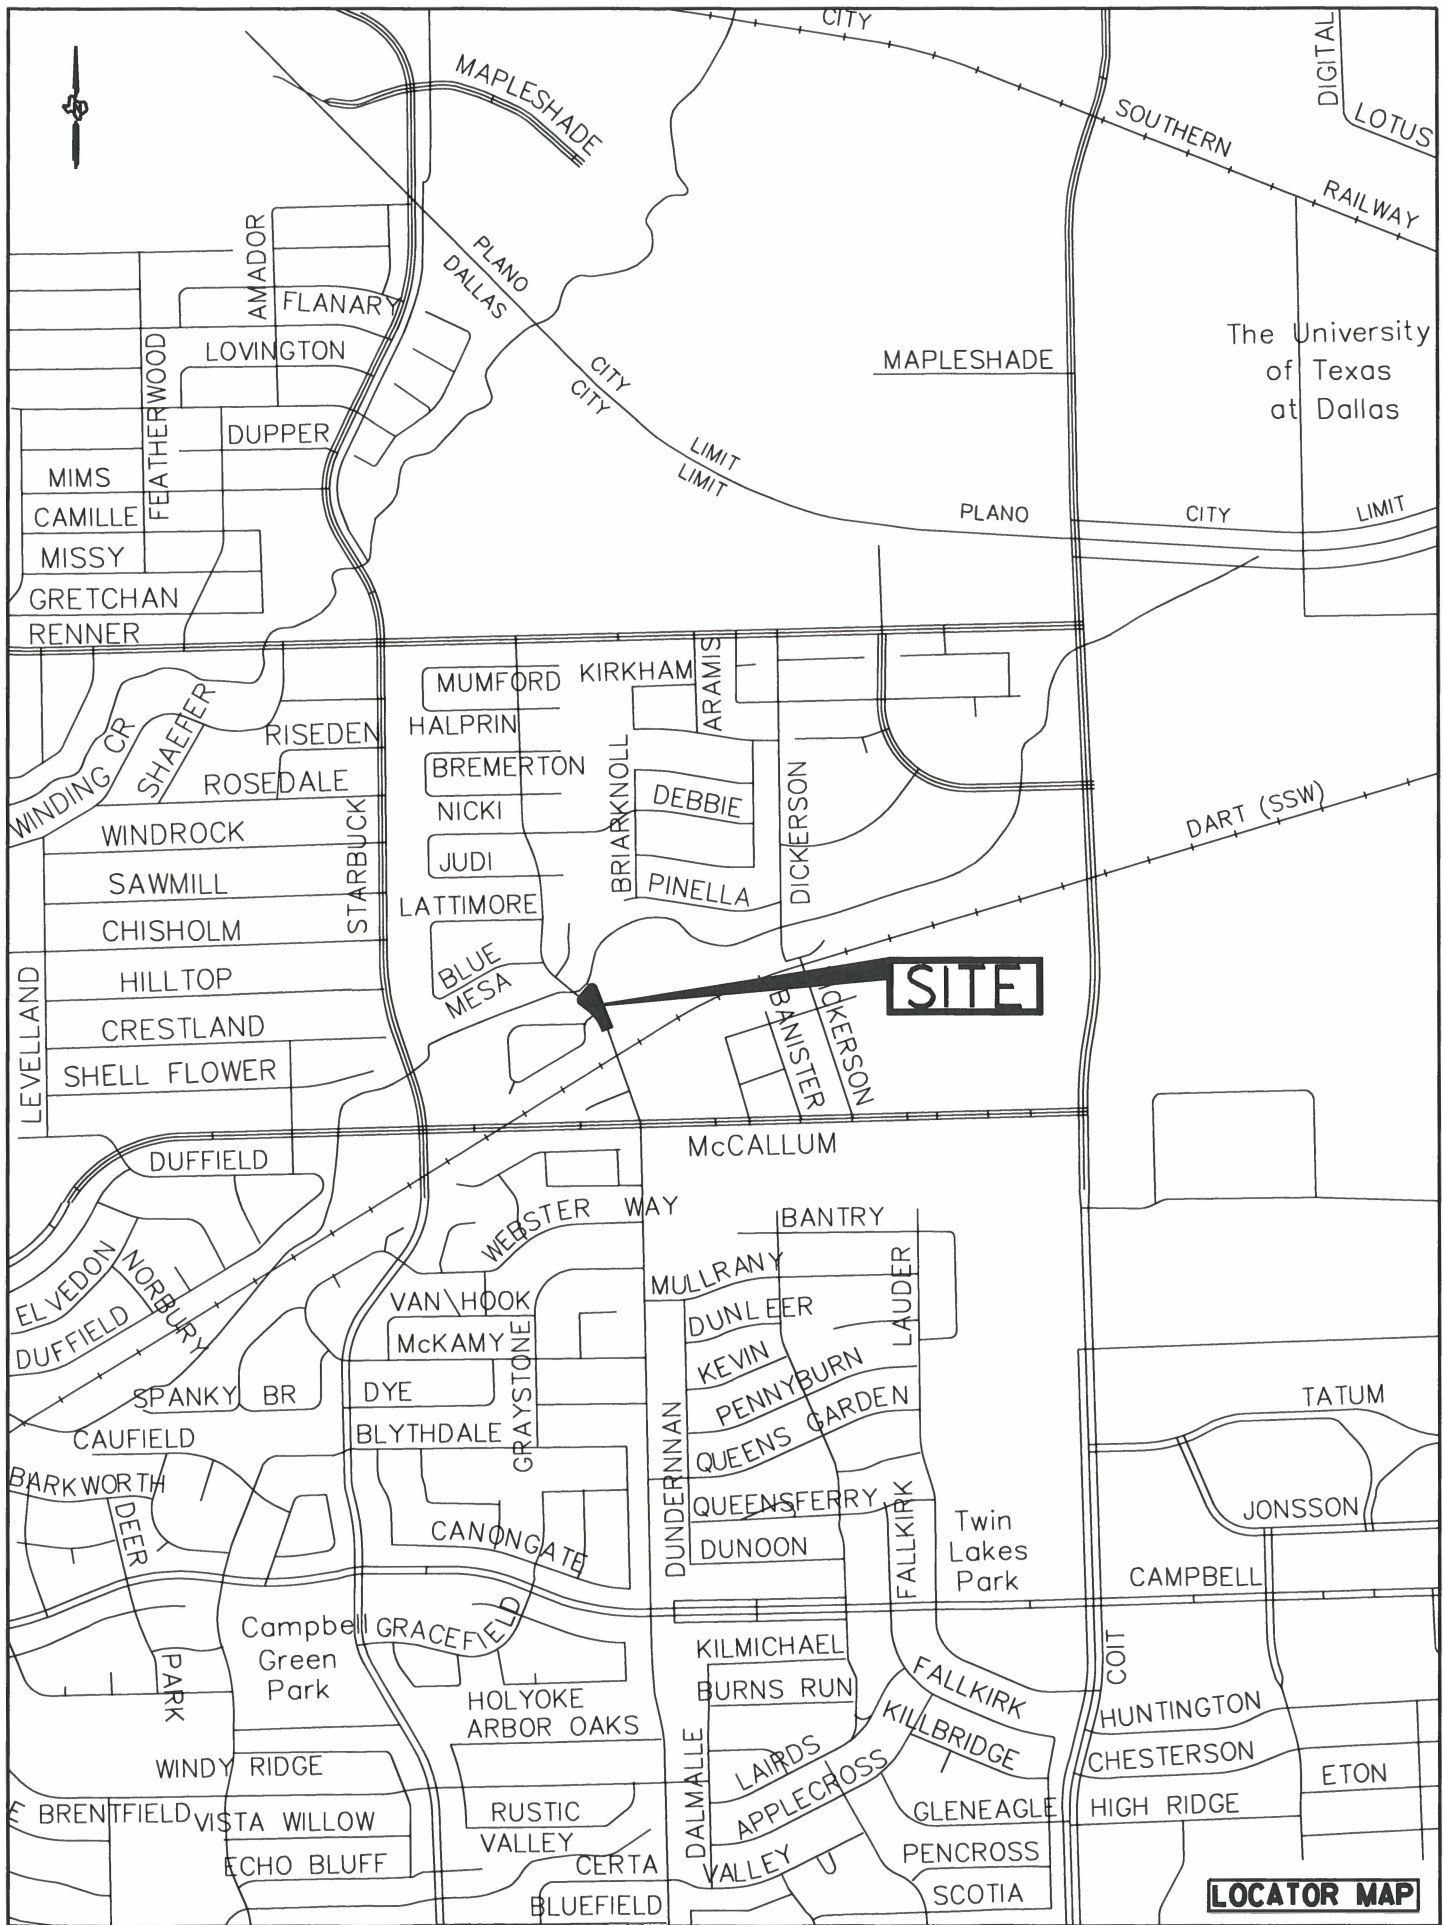 CITY
SOUTHERN
RAILWAY
DIGITAL
LOTUS
MAPLESHADE
AMADOR
PLANO
DALLAS
FLANARY
LOVINGTON
FEATHERWOOD
CITY
CITY
MAPLESHADE
The University
of Texas
at Dallas
DUPPER
LIMIT
LIMIT
MIMS
CAMILLE
MISSY
GRETCHAN
RENNER
PLANO
CITY
LIMIT
MUMFORD
KIRKHAM
ARAMIS
HALPRIN
SHAEFER
WINDING CR
RISEDEN
ROSEDALE
BREMERTON
BRIARKNOLL
DEBBIE
DICKERSON
NICKI
DART (SSW)
WINDROCK
STARBUCK
JUDI
SAWMILL
PINELLA
LATTIMORE
CHISHOLM
BLUE
MESA
HILLTOP
SITE
LEVELLAND
CRESTLAND
BANISTER
ICKERSON
SHELL FLOWER
McCALLUM
DUFFIELD
WEBSTER WAY
BANTRY
ELVEDON
NORBURY
DUFFIELD
MULLRANY
LAUDER
VAN HOOK
DUNLEER
McKAMY
GRAYSTONE
KEVIN
PENNYBURN
SPANKY BR
DYE
TATUM
QUEENS GARDEN
CAUFIELD
BLYTHDALE
DUNDERNNAN
BARKWORTH
DEER
QUEENSFERRY
FALLKIRK
JONSSON
CANONGATE
DUNOON
Twin
Lakes
Park
CAMPBELL
Campbell
Green
Park
GRACEFIELD
KILMICHAEL
COIT
PARK
BURNS RUN
FALLKIRK
HOLYOKE
ARBOR OAKS
KILLBRIDGE
HUNTINGTON
DALMALLE
LAIRDS
CHESTERSON
WINDY RIDGE
APPLECROSS
ETON
E BRENTFIELD
VISTA WILLOW
RUSTIC
VALLEY
GLENEAGLE
HIGH RIDGE
ECHO BLUFF
CERTA
VALLEY
PENCROSS
BLUEFIELD
SCOTIA
LOCATOR MAP